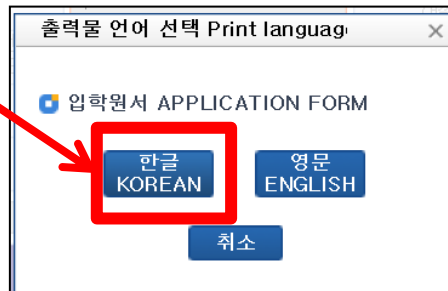 출력물 언어 선택 Print languag
입학원서 APPLICATION FORM
한글
KOREAN
영문
ENGLISH
취소